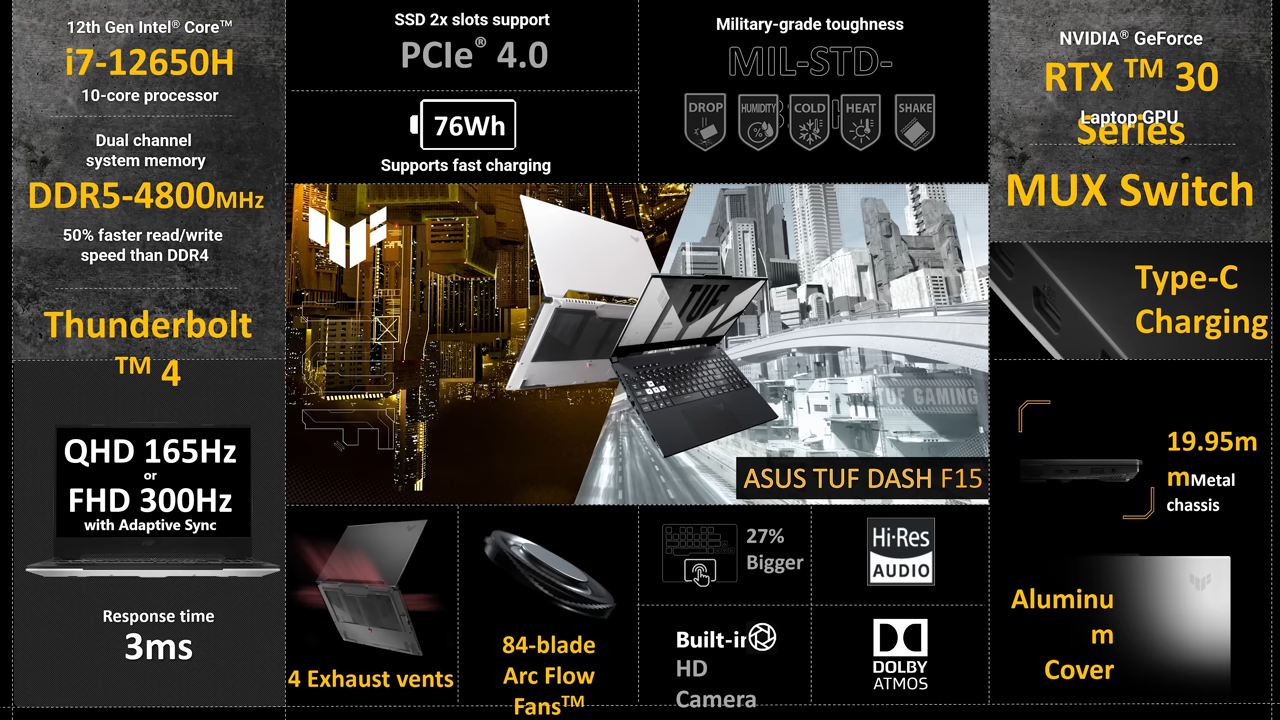 12th Gen Intel® Core™
i7-12650H
10-core processor
Dual channel
system memory
DDR5-4800MHz
50% faster read/write
speed than DDR4
Thunderbolt
™ 4
QHD 165Hz
or
FHD 300Hz
with Adaptive Sync
Response time
3ms
SSD 2x slots support
PCIe® 4.0
76Wh
Supports fast charging
Military-grade toughness
MIL-STD-
DROP
HUMIDITY
COLD
HEAT
SHAKE
TUF
TUF GAMING
ASUS TUF DASH F15
4 Exhaust vents
84-blade
Arc Flow
Fans™
27%
Bigger
Built-in
HD
Camera
Hi-Res
AUDIO
DOLBY
ATMOS
NVIDIA® GeForce
RTX ™ 30
Series
Laptop GPU
MUX Switch
Type-C
Charging
19.95m
mMetal
chassis
Aluminu
m
Cover